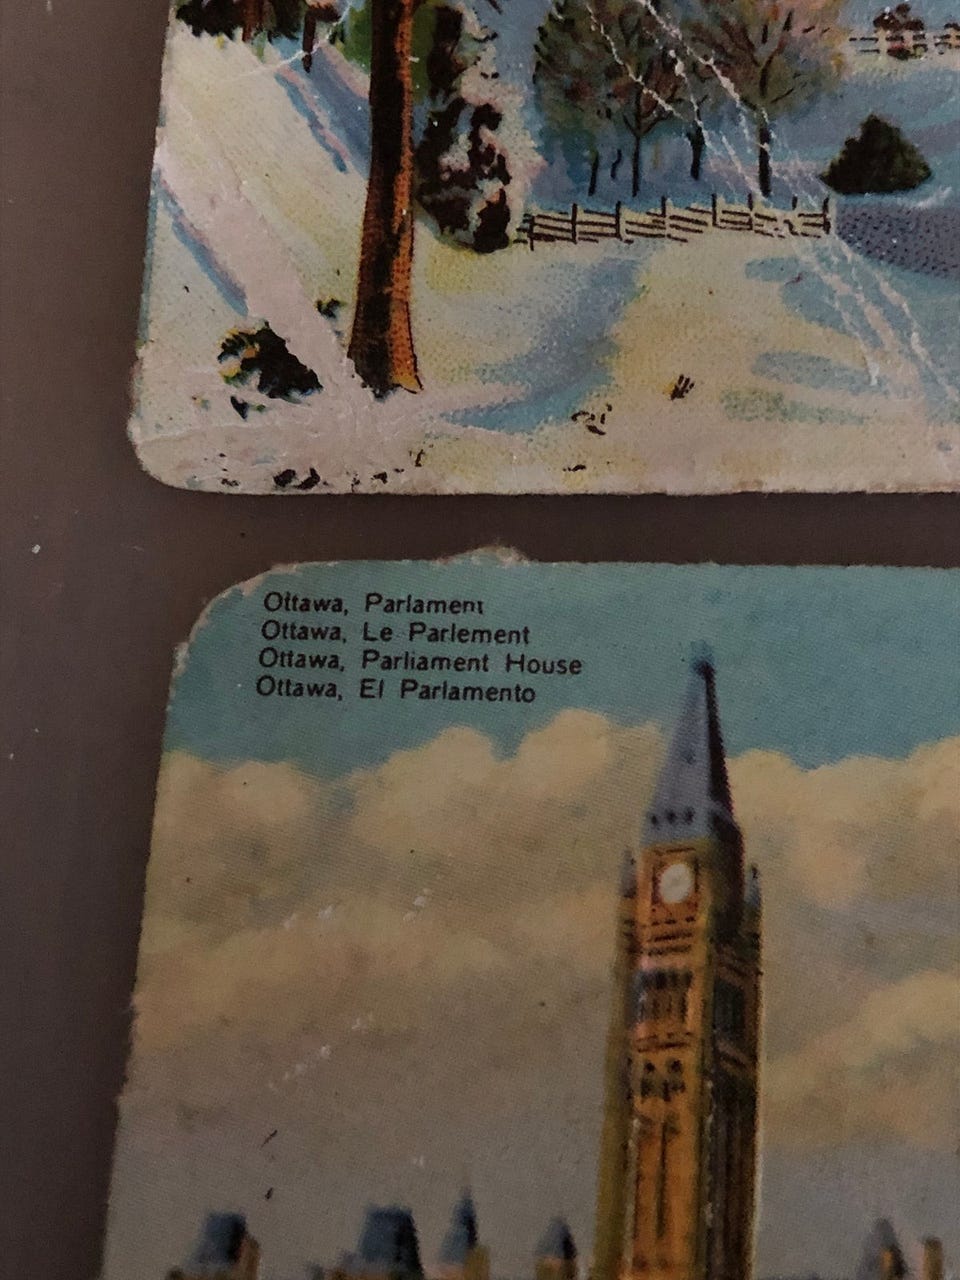 Ottawa, Parlament
Ottawa, Le Parlement
Ottawa, Parliament House
Ottawa, El Parlamento